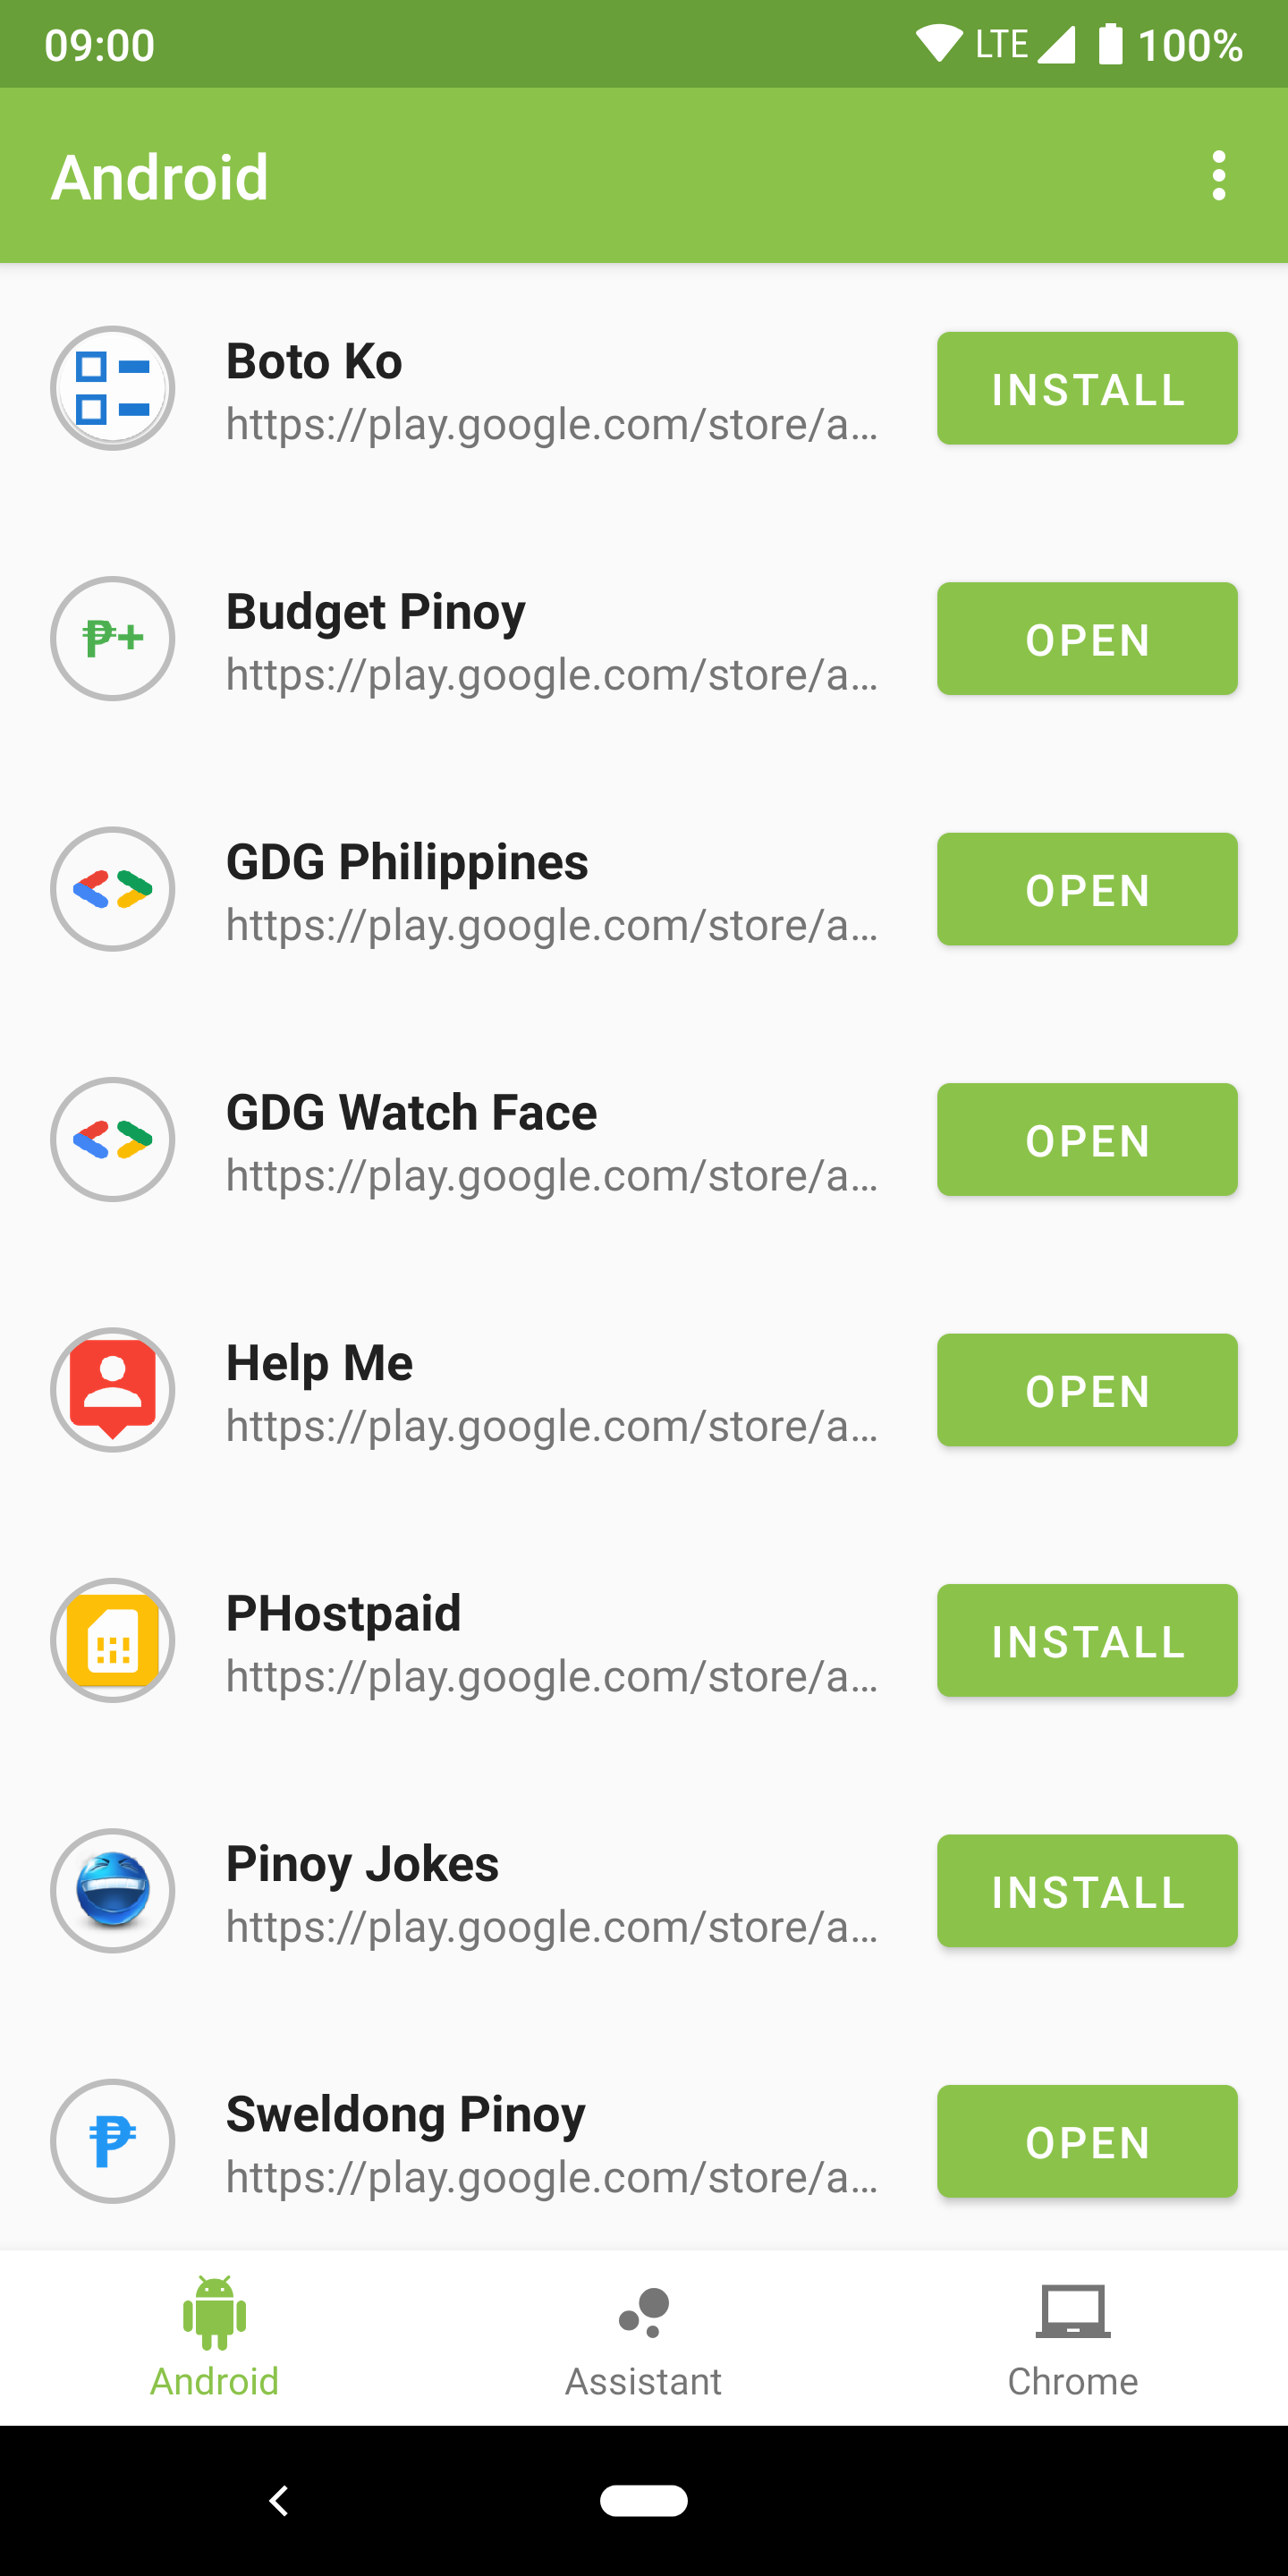 09:00 LTE 100%
Android
Boto Ko
https://play.google.com/store/a...
INSTALL
₱+
Budget Pinoy
https://play.google.com/store/a...
OPEN
GDG Philippines
https://play.google.com/store/a...
OPEN
GDG Watch Face
https://play.google.com/store/a...
OPEN
Help Me
https://play.google.com/store/a...
OPEN
PHostpaid
https://play.google.com/store/a...
INSTALL
Pinoy Jokes
https://play.google.com/store/a...
INSTALL
₱
Sweldong Pinoy
https://play.google.com/store/a...
OPEN
Android
Assistant
Chrome